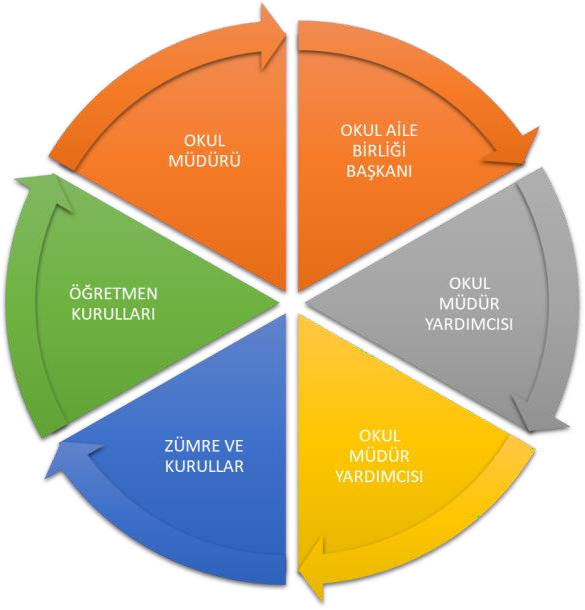 OKUL AİLE
BİRLİĞİ
BAŞKANI
OKUL
MÜDÜR
YARDIMCISI
OKUL
MÜDÜR
YARDIMCISI
ZÜMRE VE
KURULLAR
ÖĞRETMEN
KURULLARI
OKUL
MÜDÜRÜ